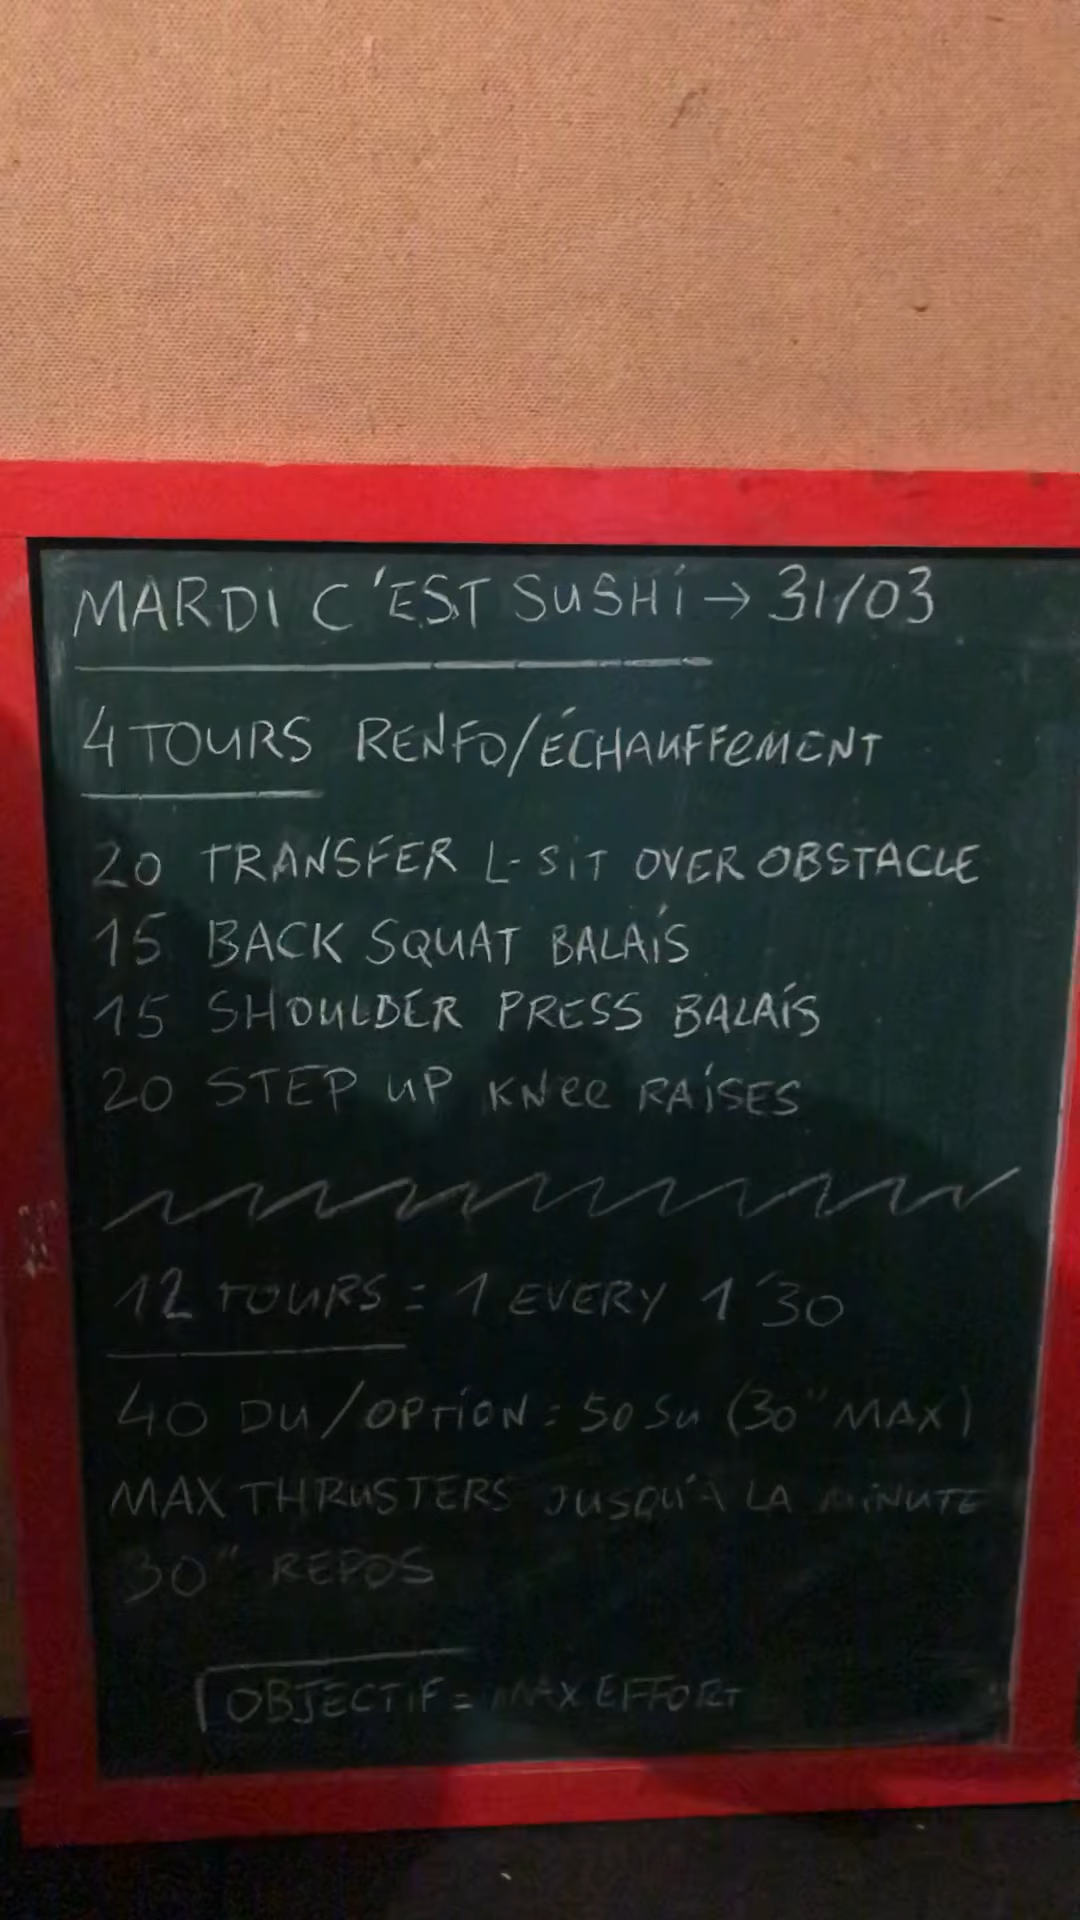 MARDI C'EST SUSHI → 31/03
4 TOURS RENFO/ÉCHAUFFEMENT
20 TRANSFER L-SIT OVER OBSTACLE
15 BACK SQUAT BALAIS
15 SHOULDER PRESS BALAIS
20 STEP UP KNEE RAISES
12 TOURS = 1 EVERY 1'30
40 DU/OPTION = 50 SU (30" MAX)
MAX THRUSTERS JUSQU'À LA MINUTE
30" REPOS
OBJECTIF = MAX EFFORT